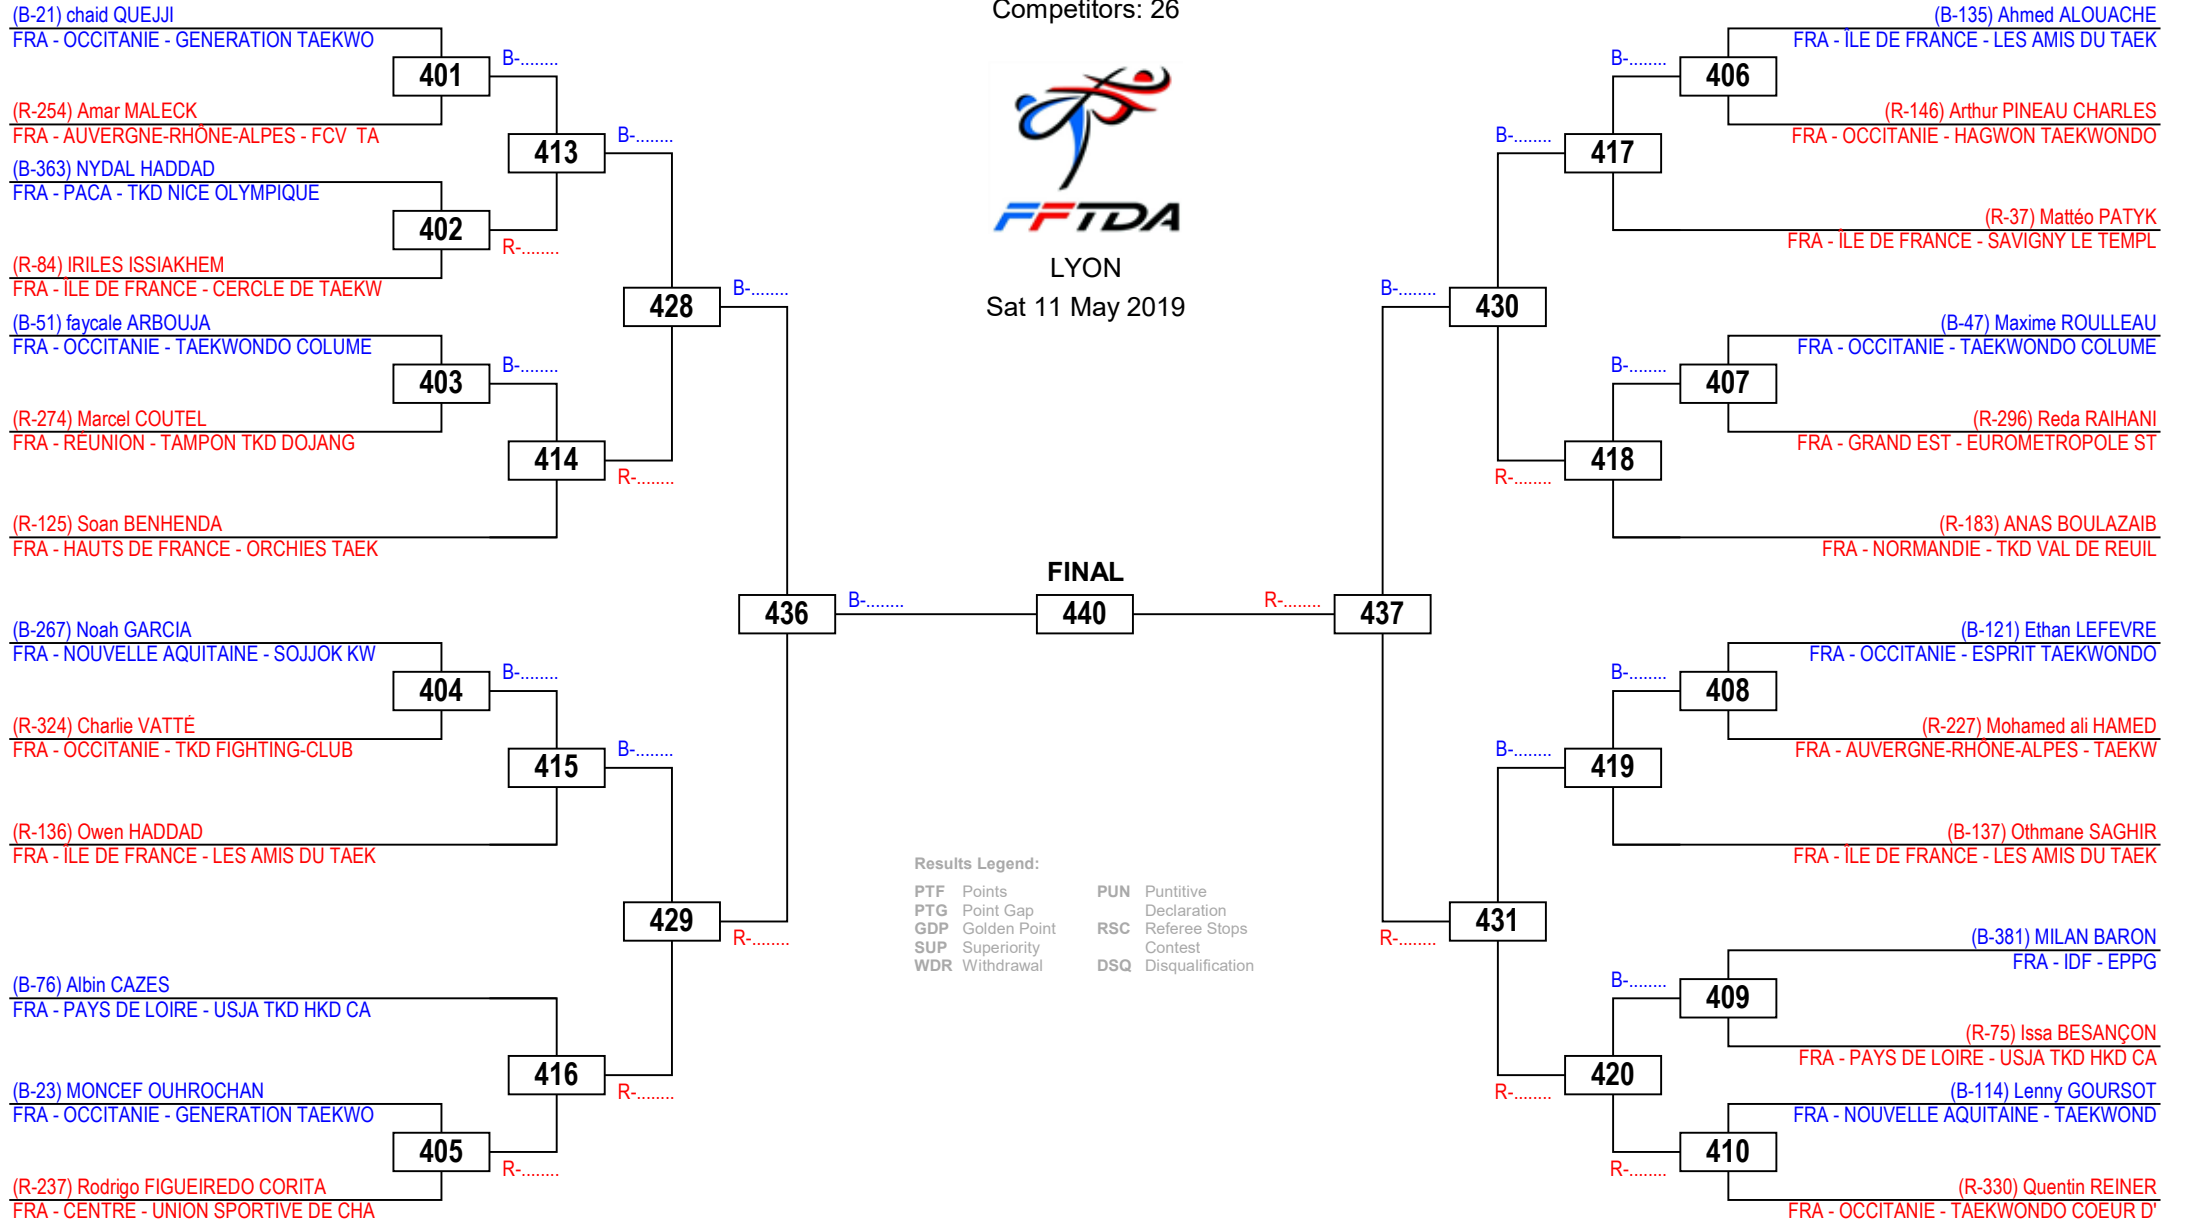 Competitors: 26
FFTDA
LYON
Sat 11 May 2019
(B-21) chaid QUEJJI
FRA - OCCITANIE - GENERATION TAEKWO
401
B-........
(R-254) Amar MALECK
FRA - AUVERGNE-RHÔNE-ALPES - FCV TA
413
B-........
(B-363) NYDAL HADDAD
FRA - PACA - TKD NICE OLYMPIQUE
402
R-........
(R-84) IRILES ISSIAKHEM
FRA - ÎLE DE FRANCE - CERCLE DE TAEKW
428
B-........
(B-51) faycale ARBOUJA
FRA - OCCITANIE - TAEKWONDO COLUME
403
B-........
(R-274) Marcel COUTEL
FRA - RÉUNION - TAMPON TKD DOJANG
414
R-........
(R-125) Soan BENHENDA
FRA - HAUTS DE FRANCE - ORCHIES TAEK
436
B-........
(B-267) Noah GARCIA
FRA - NOUVELLE AQUITAINE - SOJJOK KW
404
B-........
(R-324) Charlie VATTÉ
FRA - OCCITANIE - TKD FIGHTING-CLUB
415
B-........
(R-136) Owen HADDAD
FRA - ÎLE DE FRANCE - LES AMIS DU TAEK
429
R-........
(B-76) Albin CAZES
FRA - PAYS DE LOIRE - USJA TKD HKD CA
416
R-........
(B-23) MONCEF OUHROCHAN
FRA - OCCITANIE - GENERATION TAEKWO
405
R-........
(R-237) Rodrigo FIGUEIREDO CORITA
FRA - CENTRE - UNION SPORTIVE DE CHA
FINAL
440
Results Legend:
PTF Points
PTG Point Gap
GDP Golden Point
SUP Superiority
WDR Withdrawal
PUN Puntitive
Declaration
RSC Referee Stops
Contest
DSQ Disqualification
(B-135) Ahmed ALOUACHE
FRA - ÎLE DE FRANCE - LES AMIS DU TAEK
B-........
406
(R-146) Arthur PINEAU CHARLES
FRA - OCCITANIE - HAGWON TAEKWONDO
B-........
417
(R-37) Mattéo PATYK
FRA - ÎLE DE FRANCE - SAVIGNY LE TEMPL
B-........
430
(B-47) Maxime ROULLEAU
FRA - OCCITANIE - TAEKWONDO COLUME
B-........
407
(R-296) Reda RAIHANI
FRA - GRAND EST - EUROMETROPOLE ST
418
R-........
(R-183) ANAS BOULAZAIB
FRA - NORMANDIE - TKD VAL DE REUIL
R-........
437
(B-121) Ethan LEFEVRE
FRA - OCCITANIE - ESPRIT TAEKWONDO
B-........
408
(R-227) Mohamed ali HAMED
FRA - AUVERGNE-RHÔNE-ALPES - TAEKW
B-........
419
(B-137) Othmane SAGHIR
FRA - ÎLE DE FRANCE - LES AMIS DU TAEK
431
R-........
(B-381) MILAN BARON
FRA - IDF - EPPG
B-........
409
(R-75) Issa BESANÇON
FRA - PAYS DE LOIRE - USJA TKD HKD CA
420
R-........
(B-114) Lenny GOURSOT
FRA - NOUVELLE AQUITAINE - TAEKWOND
410
R-........
(R-330) Quentin REINER
FRA - OCCITANIE - TAEKWONDO COEUR D'